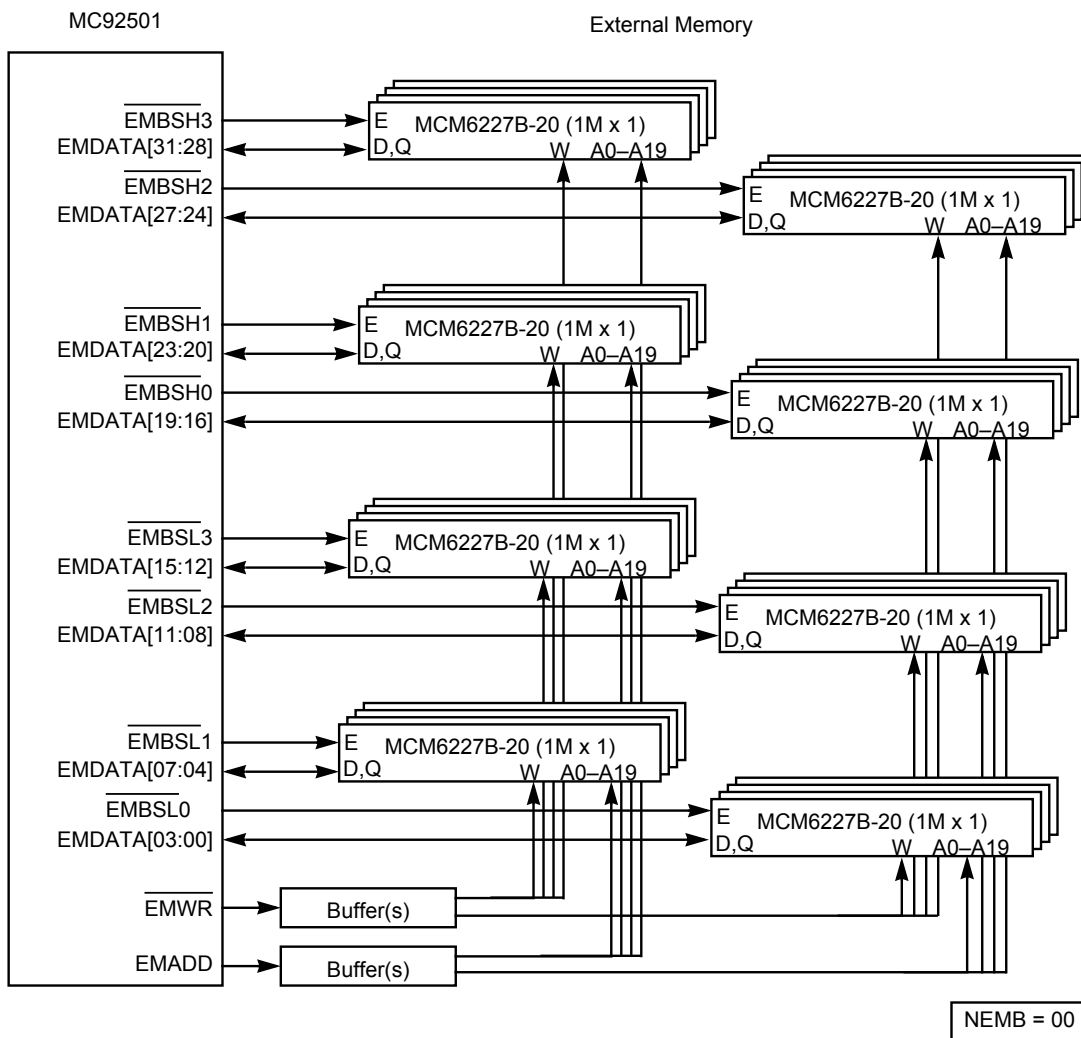 MC92501
External Memory
EMBSH3
EMDATA[31:28]
E
MCM6227B-20 (1M x 1)
D,Q
W A0–A19
EMBSH2
EMDATA[27:24]
E
MCM6227B-20 (1M x 1)
D,Q
W A0–A19
EMBSH1
EMDATA[23:20]
E
MCM6227B-20 (1M x 1)
D,Q
W A0–A19
EMBSH0
EMDATA[19:16]
E
MCM6227B-20 (1M x 1)
D,Q
W A0–A19
EMBSL3
EMDATA[15:12]
E
MCM6227B-20 (1M x 1)
D,Q
W A0–A19
EMBSL2
EMDATA[11:08]
E
MCM6227B-20 (1M x 1)
D,Q
W A0–A19
EMBSL1
EMDATA[07:04]
E
MCM6227B-20 (1M x 1)
D,Q
W A0–A19
EMBSL0
EMDATA[03:00]
E
MCM6227B-20 (1M x 1)
D,Q
W A0–A19
EMWR
Buffer(s)
EMADD
Buffer(s)
NEMB = 00